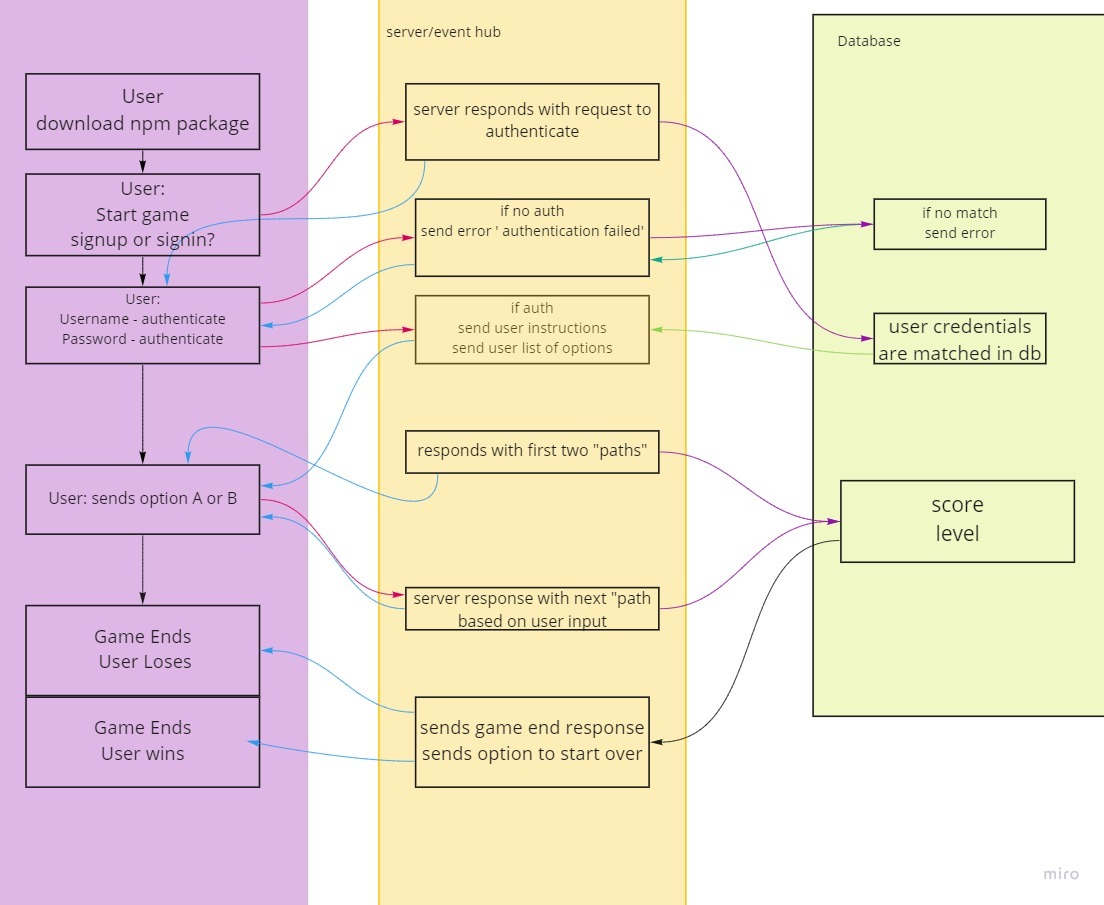 server/event hub
Database
User
download npm package
User:
Start game
signup or signin?
User:
Username - authenticate
Password - authenticate
User: sends option A or B
Game Ends
User Loses
Game Ends
User wins
server responds with request to
authenticate
if no auth
send error ' authentication failed'
if auth
send user instructions
send user list of options
responds with first two "paths"
server response with next "path
based on user input
sends game end response
sends option to start over
if no match
send error
user credentials
are matched in db
score
level
miro